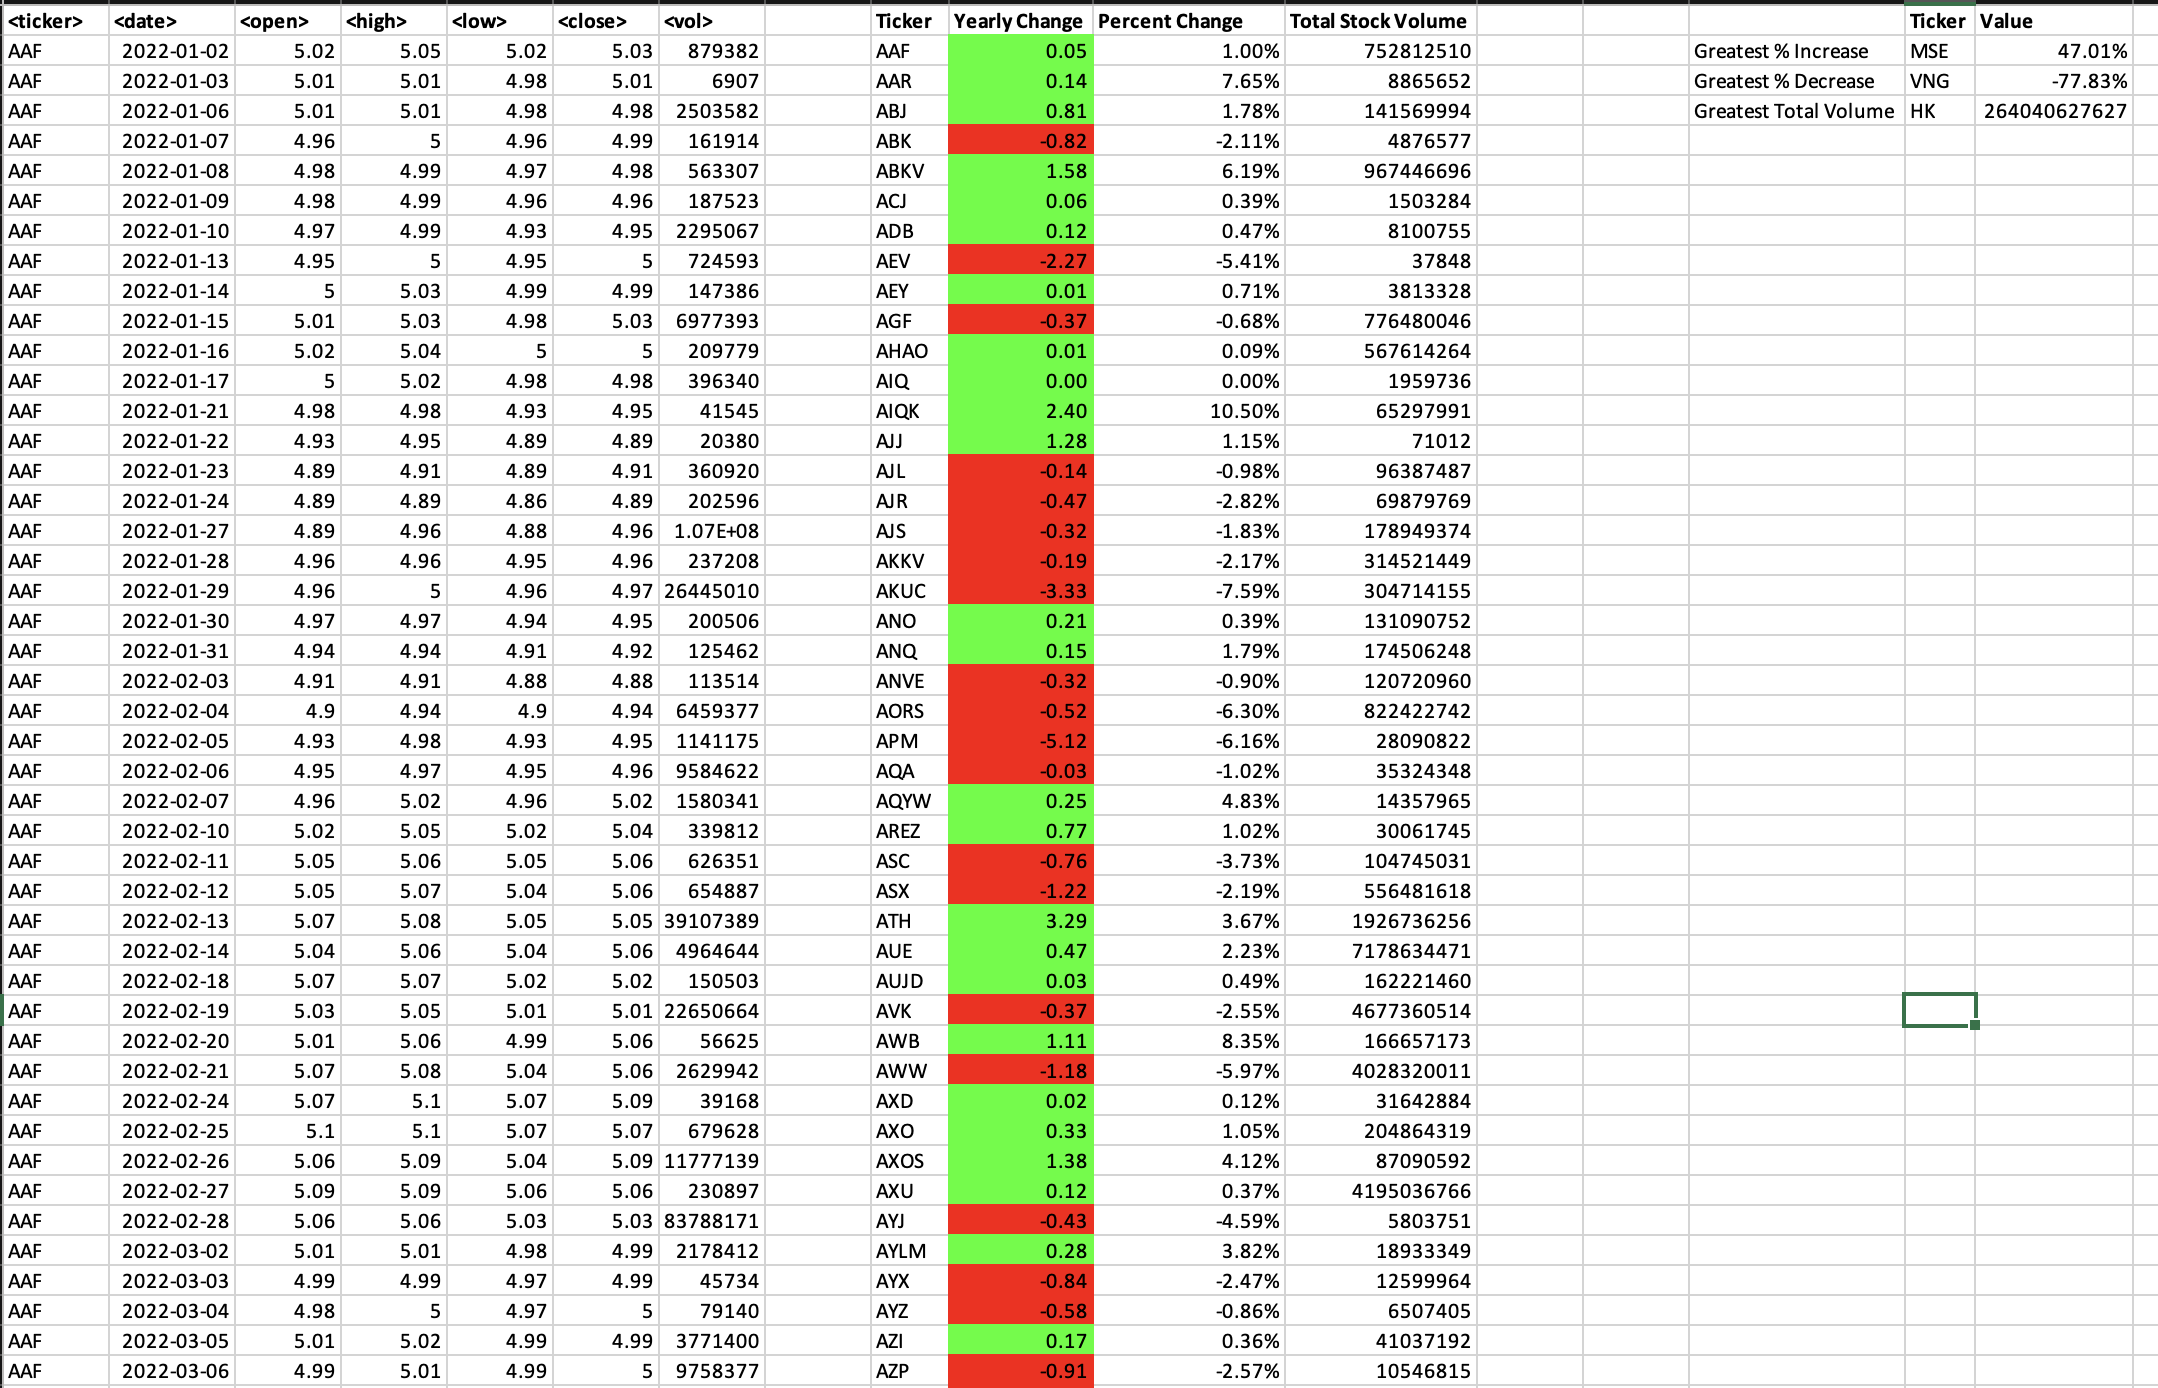 <ticker> <date> <open> <high> <low> <close> <vol> Ticker Yearly Change Percent Change Total Stock Volume Ticker Value
AAF 2022-01-02 5.02 5.05 5.02 5.03 879382 AAF 0.05 1.00% 752812510 Greatest % Increase MSE 47.01%
AAF 2022-01-03 5.01 5.01 4.98 5.01 6907 AAR 0.14 7.65% 8865652 Greatest % Decrease VNG -77.83%
AAF 2022-01-06 5.01 5.01 4.98 4.98 2503582 ABJ 0.81 1.78% 141569994 Greatest Total Volume HK 264040627627
AAF 2022-01-07 4.96 5 4.96 4.99 161914 ABK -0.82 -2.11% 4876577
AAF 2022-01-08 4.98 4.99 4.97 4.98 563307 ABKV 1.58 6.19% 967446696
AAF 2022-01-09 4.98 4.99 4.96 4.96 187523 ACJ 0.06 0.39% 1503284
AAF 2022-01-10 4.97 4.99 4.93 4.95 2295067 ADB 0.12 0.47% 8100755
AAF 2022-01-13 4.95 5 4.95 5 724593 AEV -2.27 -5.41% 37848
AAF 2022-01-14 5 5.03 4.99 4.99 147386 AEY 0.01 0.71% 3813328
AAF 2022-01-15 5.01 5.03 4.98 5.03 6977393 AGF -0.37 -0.68% 776480046
AAF 2022-01-16 5.02 5.04 5 5 209779 AHAO 0.01 0.09% 567614264
AAF 2022-01-17 5 5.02 4.98 4.98 396340 AIQ 0.00 0.00% 1959736
AAF 2022-01-21 4.98 4.98 4.93 4.95 41545 AIQK 2.40 10.50% 65297991
AAF 2022-01-22 4.93 4.95 4.89 4.89 20380 AJJ 1.28 1.15% 71012
AAF 2022-01-23 4.89 4.91 4.89 4.91 360920 AJL -0.14 -0.98% 96387487
AAF 2022-01-24 4.89 4.89 4.86 4.89 202596 AJR -0.47 -2.82% 69879769
AAF 2022-01-27 4.89 4.96 4.88 4.96 1.07E+08 AJS -0.32 -1.83% 178949374
AAF 2022-01-28 4.96 4.96 4.95 4.96 237208 AKKV -0.19 -2.17% 314521449
AAF 2022-01-29 4.96 5 4.96 4.97 26445010 AKUC -3.33 -7.59% 304714155
AAF 2022-01-30 4.97 4.97 4.94 4.95 200506 ANO 0.21 0.39% 131090752
AAF 2022-01-31 4.94 4.94 4.91 4.92 125462 ANQ 0.15 1.79% 174506248
AAF 2022-02-03 4.91 4.91 4.88 4.88 113514 ANVE -0.32 -0.90% 120720960
AAF 2022-02-04 4.9 4.94 4.9 4.94 6459377 AORS -0.52 -6.30% 822422742
AAF 2022-02-05 4.93 4.98 4.93 4.95 1141175 APM -5.12 -6.16% 28090822
AAF 2022-02-06 4.95 4.97 4.95 4.96 9584622 AQA -0.03 -1.02% 35324348
AAF 2022-02-07 4.96 5.02 4.96 5.02 1580341 AQYW 0.25 4.83% 14357965
AAF 2022-02-10 5.02 5.05 5.02 5.04 339812 AREZ 0.77 1.02% 30061745
AAF 2022-02-11 5.05 5.06 5.05 5.06 626351 ASC -0.76 -3.73% 104745031
AAF 2022-02-12 5.05 5.07 5.04 5.06 654887 ASX -1.22 -2.19% 556481618
AAF 2022-02-13 5.07 5.08 5.05 5.05 39107389 ATH 3.29 3.67% 1926736256
AAF 2022-02-14 5.04 5.06 5.04 5.06 4964644 AUE 0.47 2.23% 7178634471
AAF 2022-02-18 5.07 5.07 5.02 5.02 150503 AUJD 0.03 0.49% 162221460
AAF 2022-02-19 5.03 5.05 5.01 5.01 22650664 AVK -0.37 -2.55% 4677360514
AAF 2022-02-20 5.01 5.06 4.99 5.06 56625 AWB 1.11 8.35% 166657173
AAF 2022-02-21 5.07 5.08 5.04 5.06 2629942 AWW -1.18 -5.97% 4028320011
AAF 2022-02-24 5.07 5.1 5.07 5.09 39168 AXD 0.02 0.12% 31642884
AAF 2022-02-25 5.1 5.1 5.07 5.07 679628 AXO 0.33 1.05% 204864319
AAF 2022-02-26 5.06 5.09 5.04 5.09 11777139 AXOS 1.38 4.12% 87090592
AAF 2022-02-27 5.09 5.09 5.06 5.06 230897 AXU 0.12 0.37% 4195036766
AAF 2022-02-28 5.06 5.06 5.03 5.03 83788171 AYJ -0.43 -4.59% 5803751
AAF 2022-03-02 5.01 5.01 4.98 4.99 2178412 AYLM 0.28 3.82% 18933349
AAF 2022-03-03 4.99 4.99 4.97 4.99 45734 AYX -0.84 -2.47% 12599964
AAF 2022-03-04 4.98 5 4.97 5 79140 AYZ -0.58 -0.86% 6507405
AAF 2022-03-05 5.01 5.02 4.99 4.99 3771400 AZI 0.17 0.36% 41037192
AAF 2022-03-06 4.99 5.01 4.99 5 9758377 AZP -0.91 -2.57% 10546815